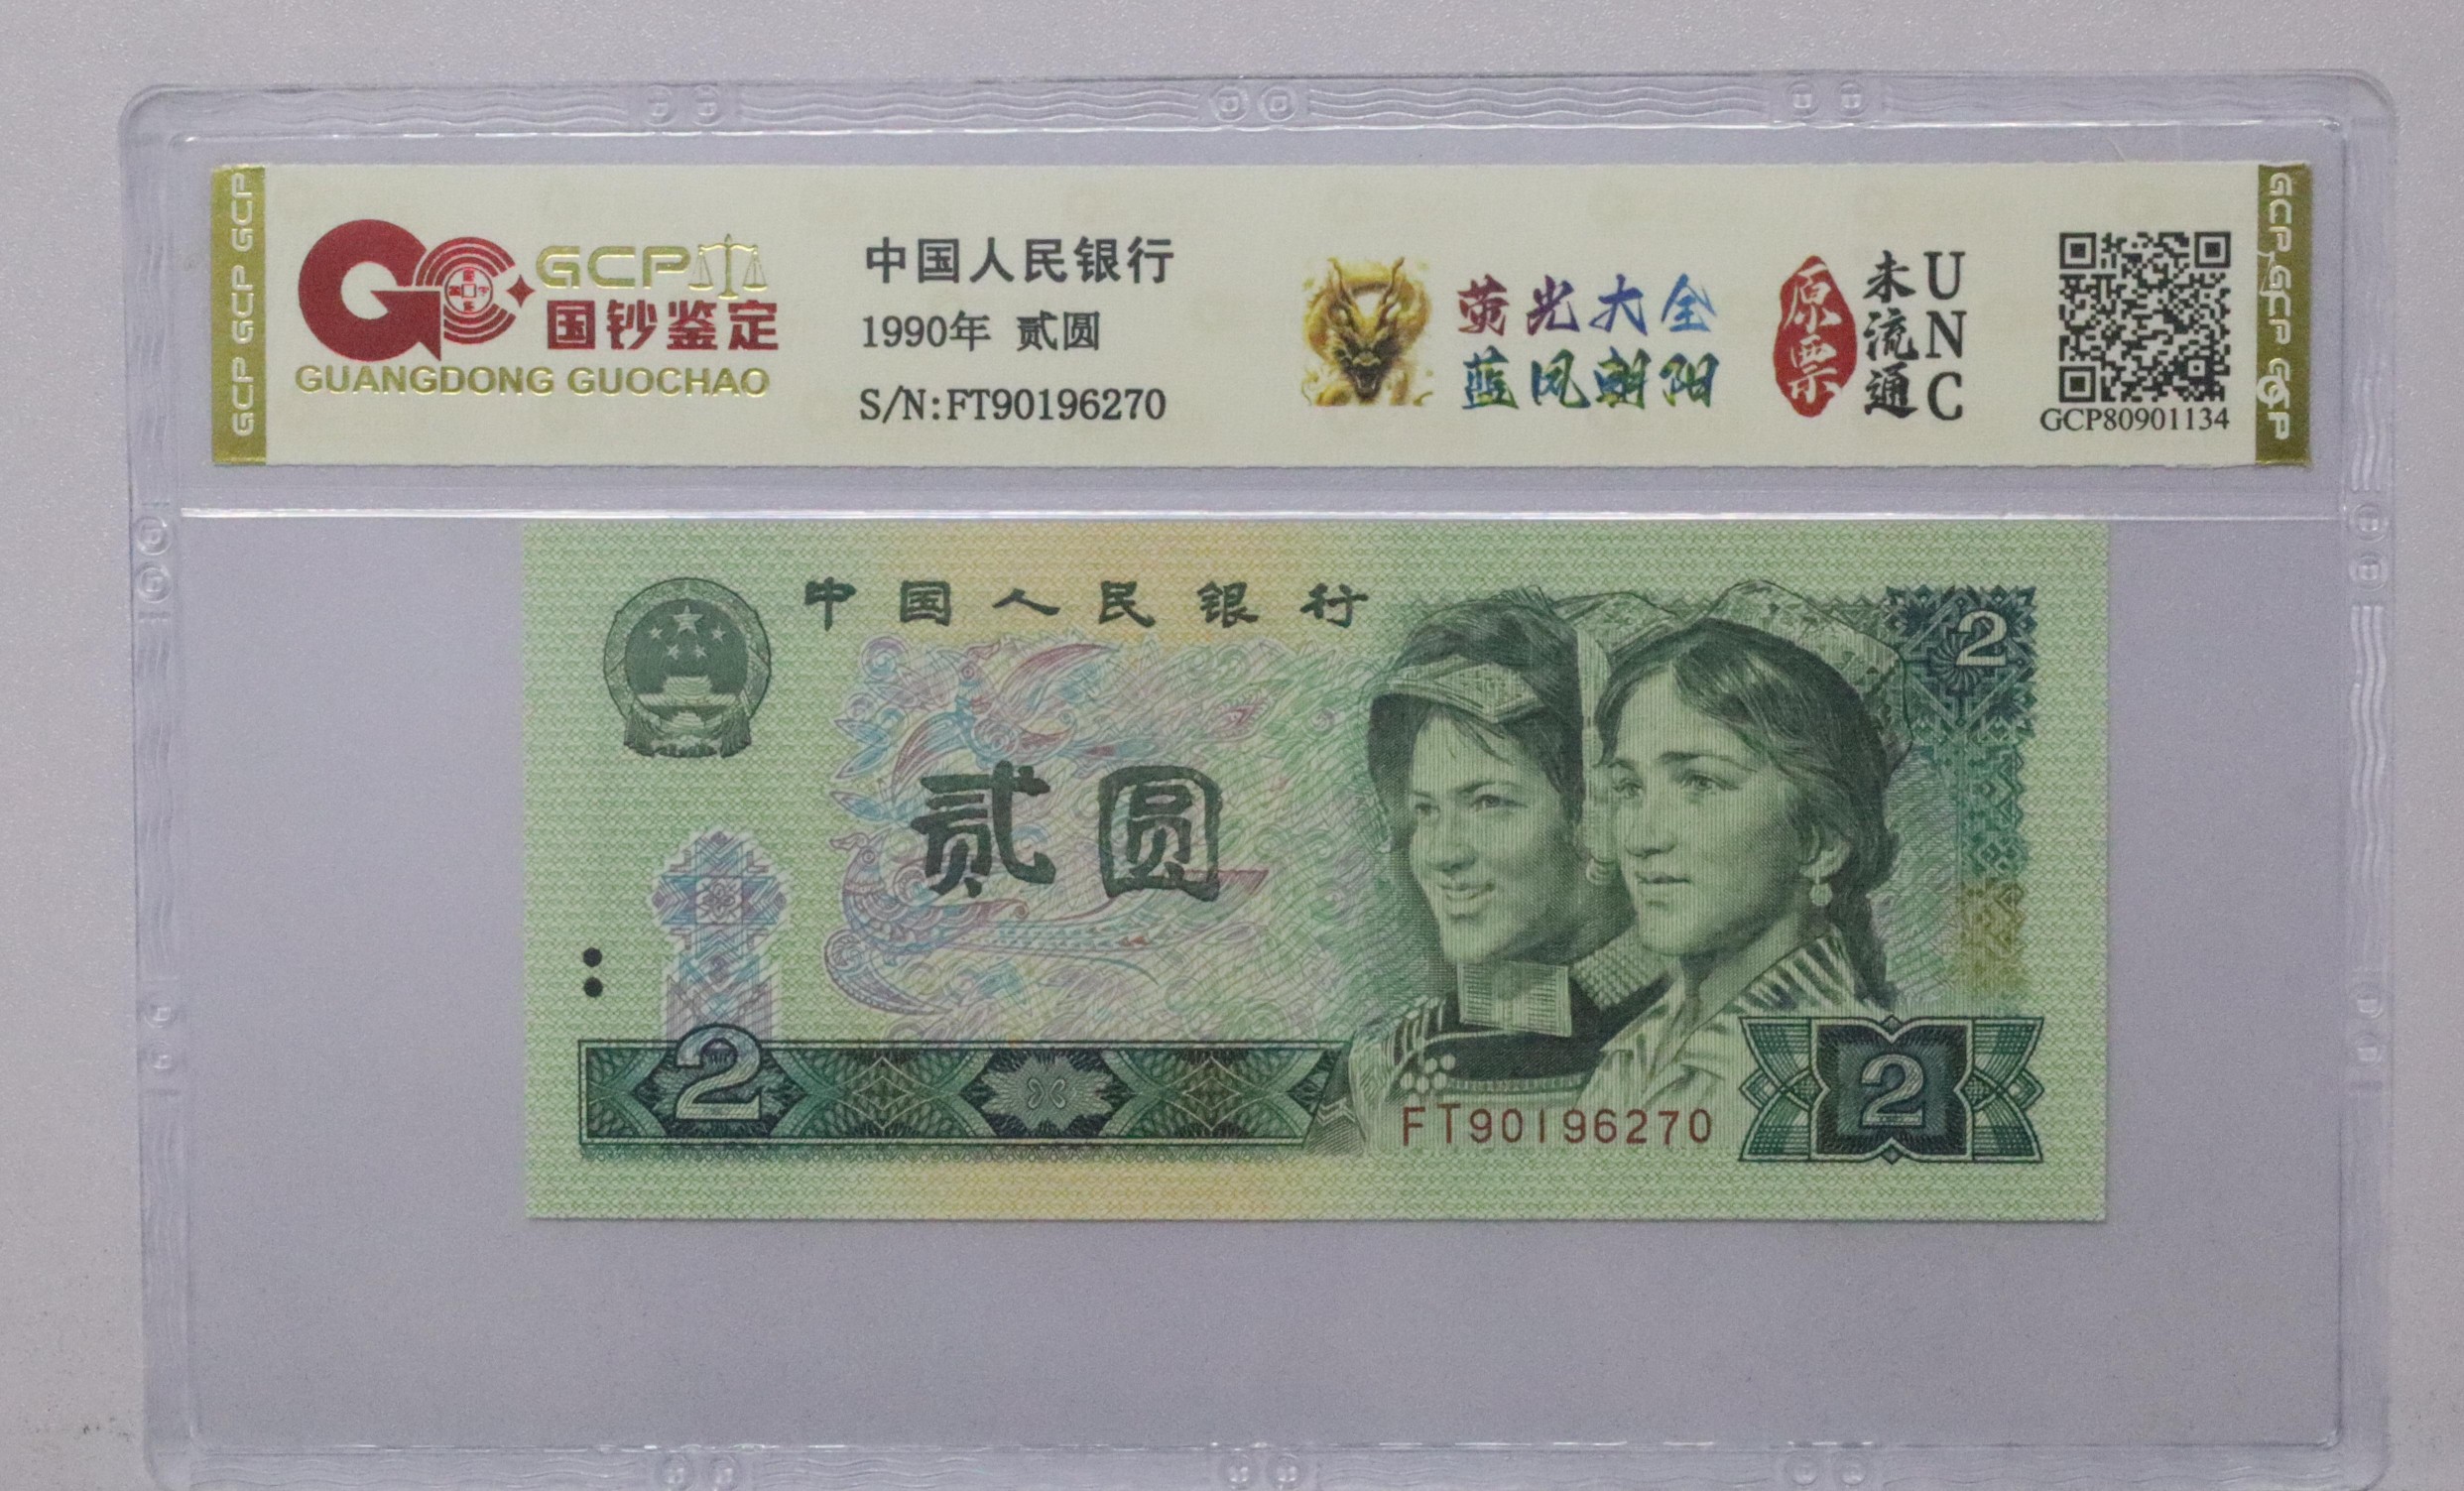 GCP GCP GCP
GCP
国钞鉴定
GUANGDONG GUOCHAO
中国人民银行
1990年 贰圆
S/N:FT90196270
荧光大全
蓝凤朝阳
原票
未流通
UNC
GCP80901134
GCP GCP GCP
中国人民银行
2
贰圆
2
FT90196270
2